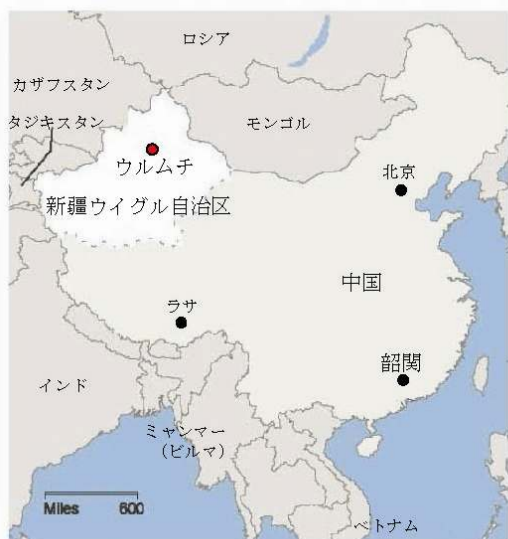 ロシア
カザフスタン
タジキスタン
モンゴル
ウルムチ
北京
新疆ウイグル自治区
中国
ラサ
韶関
インド
ミャンマー
(ビルマ)
Miles 600
ベトナム